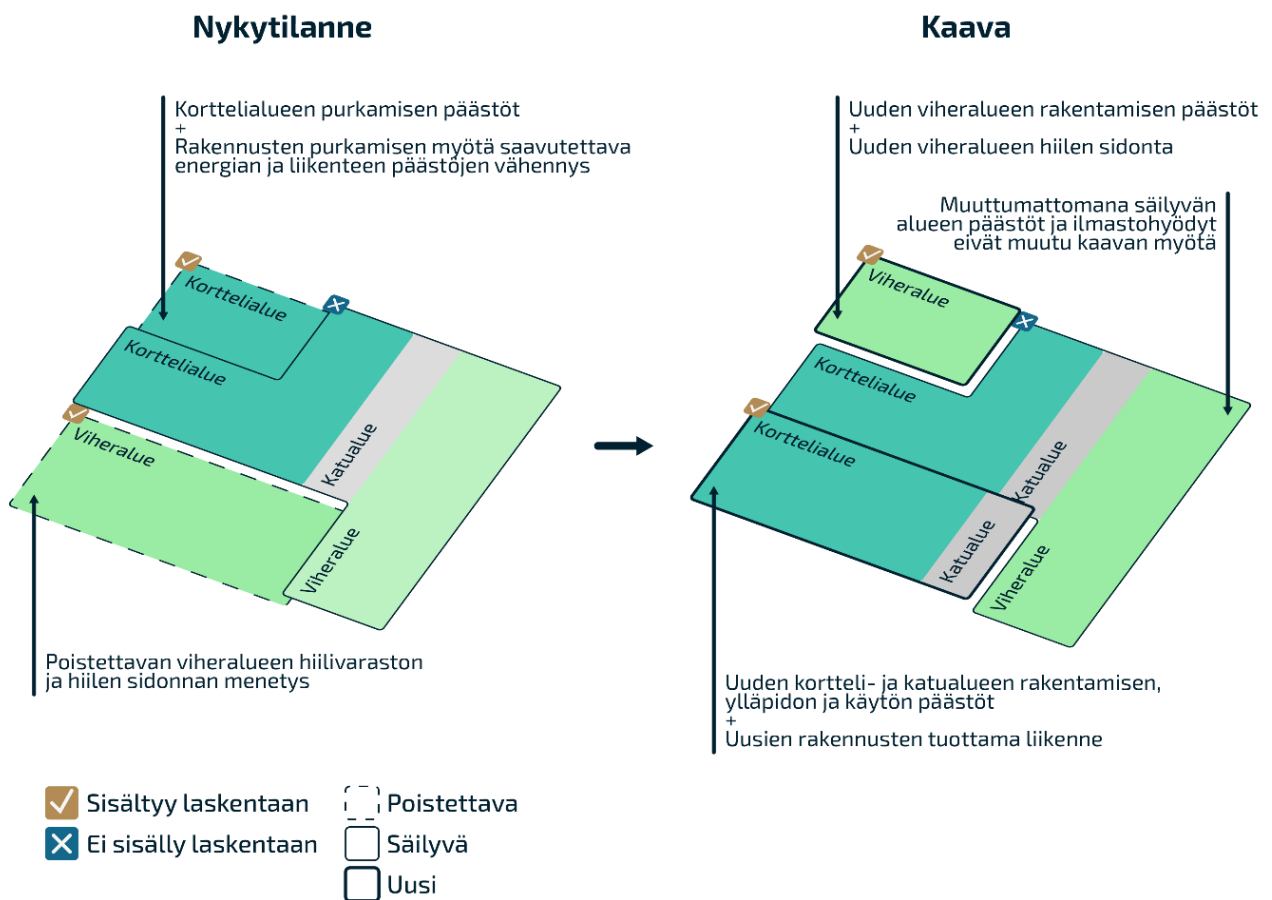 Nykytilanne
Korttelialueen purkamisen päästöt
+
Rakennusten purkamisen myötä saavutettava
energian ja liikenteen päästöjen vähennys
Korttelialue
Korttelialue
Viheralue
Katualue
Viheralue
Poistettavan viheralueen hiilivaraston
ja hiilen sidonnan menetys
Kaava
Uuden viheralueen rakentamisen päästöt
+
Uuden viheralueen hiilen sidonta
Muuttumattomana säilyvän
alueen päästöt ja ilmastohyödyt
eivät muutu kaavan myötä
Viheralue
Korttelialue
Korttelialue
Katualue
Katualue
Viheralue
Uuden kortteli- ja katualueen rakentamisen,
ylläpidon ja käytön päästöt
+
Uusien rakennusten tuottama liikenne
Sisältyy laskentaan
Ei sisälly laskentaan
Poistettava
Säilyvä
Uusi